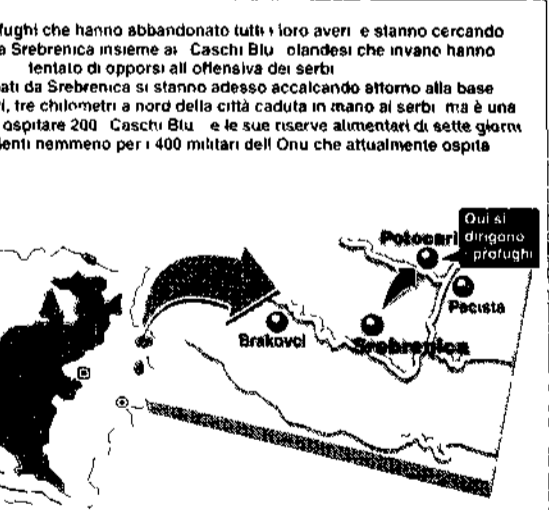 fughi che hanno abbandonato tutti i loro averi e stanno cercando
a Srebrenica insieme ai Caschi Blu olandesi che invano hanno
tentato di opporsi all offensiva dei serbi
ati da Srebrenica si stanno adesso accalcando attorno alla base
i, tre chilometri a nord della città caduta in mano ai serbi ma è una
ospitare 200 Caschi Blu e le sue riserve alimentari di sette giorni
enti nemmeno per i 400 militari dell Onu che attualmente ospita
Qui si
dirigono
profughi
Potocari
Pecista
Brakovci
Srebrenica